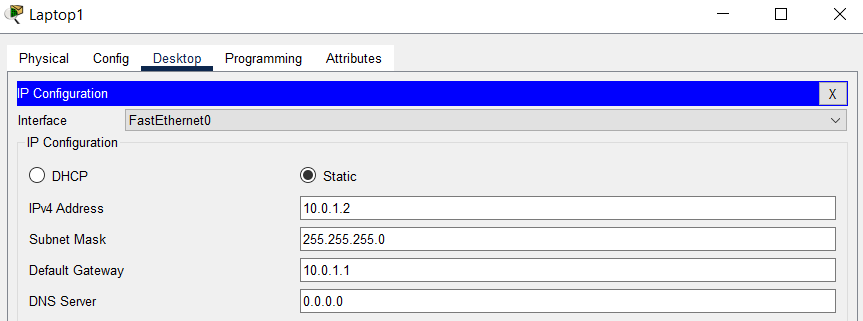 Laptop1
Physical Config Desktop Programming Attributes
IP Configuration X
Interface FastEthernet0
IP Configuration
DHCP Static
IPv4 Address 10.0.1.2
Subnet Mask 255.255.255.0
Default Gateway 10.0.1.1
DNS Server 0.0.0.0